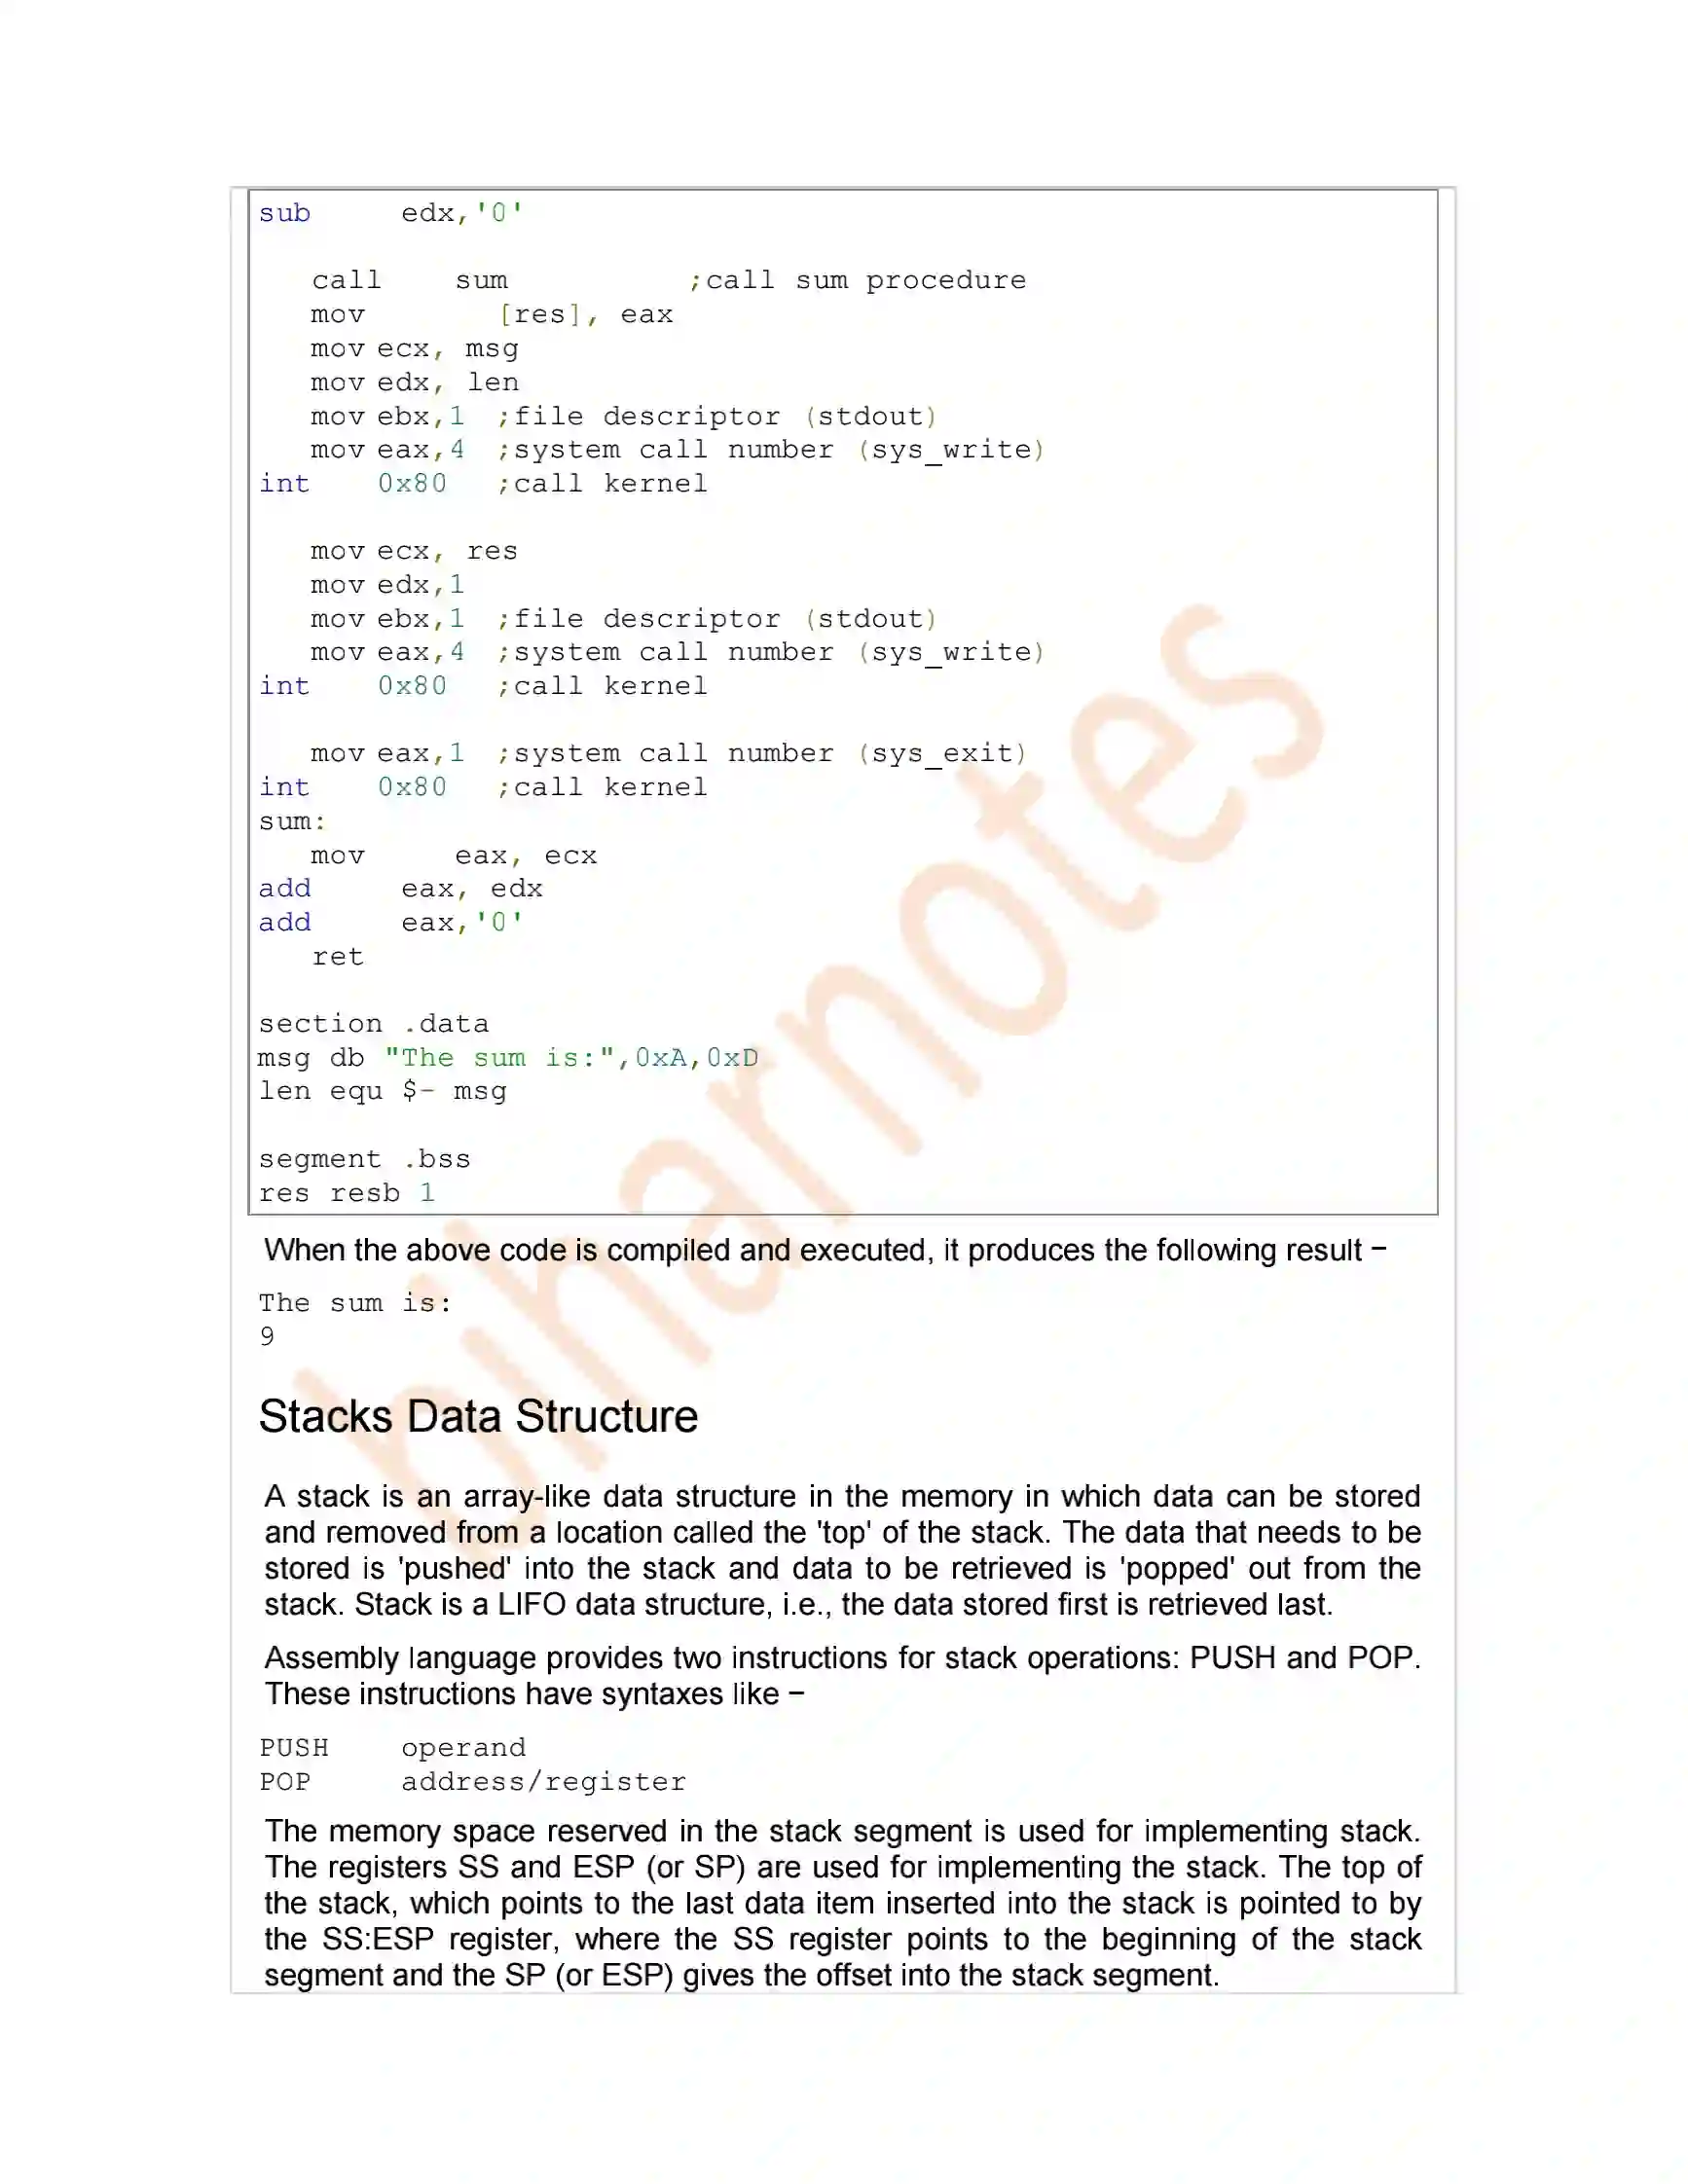 sub     edx,'0'
call    sum          ;call sum procedure
mov        [res], eax
mov ecx, msg
mov edx, len
mov ebx,1  ;file descriptor (stdout)
mov eax,4  ;system call number (sys_write)
int    0x80   ;call kernel
mov ecx, res
mov edx,1
mov ebx,1  ;file descriptor (stdout)
mov eax,4  ;system call number (sys_write)
int    0x80   ;call kernel
mov eax,1  ;system call number (sys_exit)
int    0x80   ;call kernel
sum:
mov     eax, ecx
add     eax, edx
add     eax,'0'
ret
section .data
msg db "The sum is:",0xA,0xD
len equ $- msg
segment .bss
res resb 1
When the above code is compiled and executed, it produces the following result −
The sum is:
9
Stacks Data Structure
A stack is an array-like data structure in the memory in which data can be stored
and removed from a location called the 'top' of the stack. The data that needs to be
stored is 'pushed' into the stack and data to be retrieved is 'popped' out from the
stack. Stack is a LIFO data structure, i.e., the data stored first is retrieved last.
Assembly language provides two instructions for stack operations: PUSH and POP.
These instructions have syntaxes like −
PUSH    operand
POP     address/register
The memory space reserved in the stack segment is used for implementing stack.
The registers SS and ESP (or SP) are used for implementing the stack. The top of
the stack, which points to the last data item inserted into the stack is pointed to by
the SS:ESP register, where the SS register points to the beginning of the stack
segment and the SP (or ESP) gives the offset into the stack segment.
biharnotes